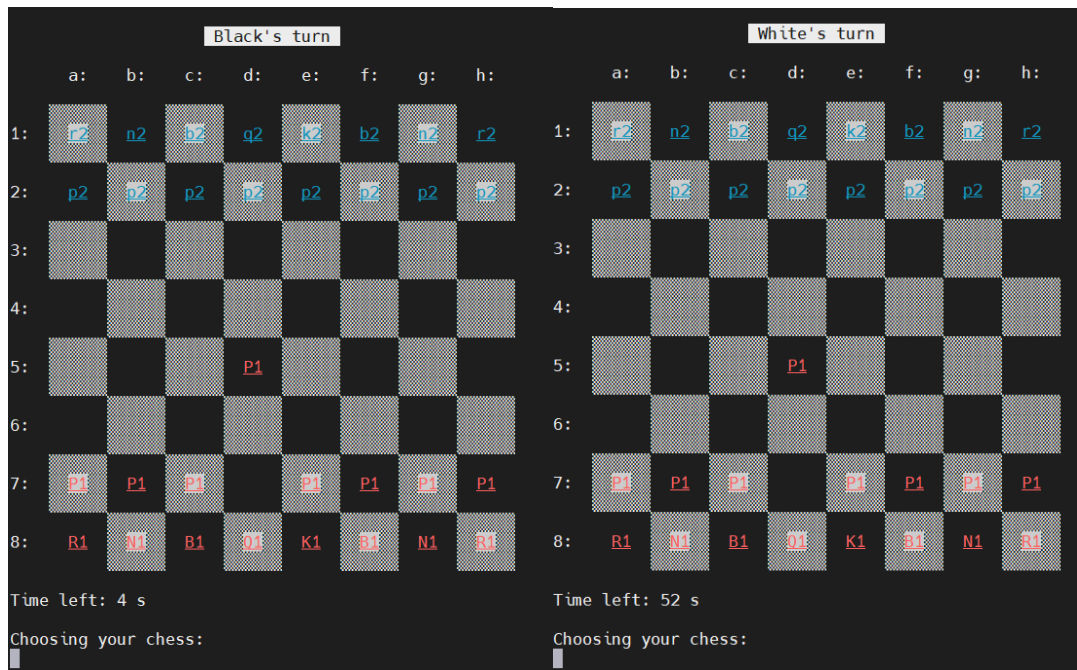 Black's turn
a: b: c: d: e: f: g: h:
1: r2 n2 b2 q2 k2 b2 n2 r2
2: p2 p2 p2 p2 p2 p2 p2 p2
3:
4:
5: P1
6:
7: P1 P1 P1 P1 P1 P1 P1
8: R1 N1 B1 Q1 K1 B1 N1 R1
Time left: 4 s
Choosing your chess:
White's turn
a: b: c: d: e: f: g: h:
1: r2 n2 b2 q2 k2 b2 n2 r2
2: p2 p2 p2 p2 p2 p2 p2 p2
3:
4:
5: P1
6:
7: P1 P1 P1 P1 P1 P1 P1
8: R1 N1 B1 Q1 K1 B1 N1 R1
Time left: 52 s
Choosing your chess: